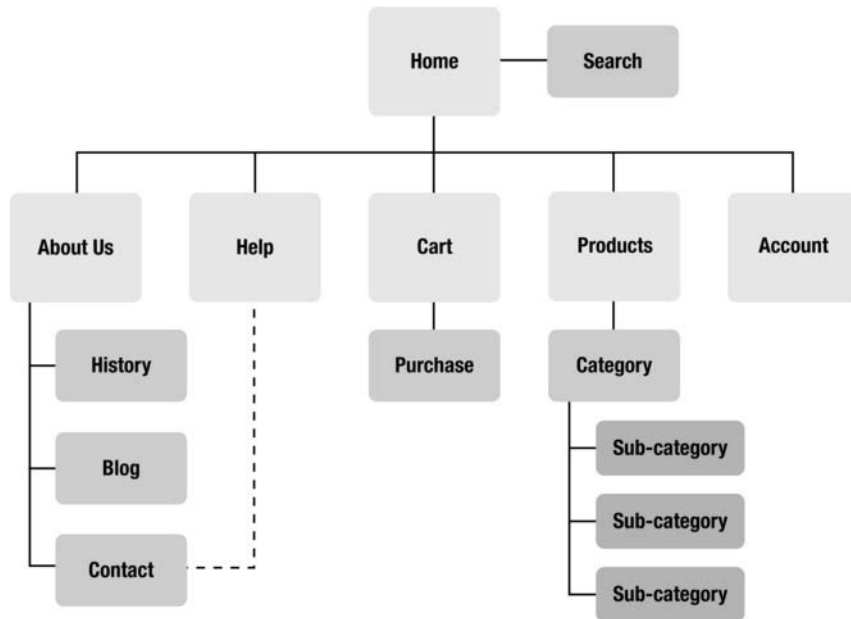 Home
Search
About Us
Help
Cart
Products
Account
History
Purchase
Category
Blog
Sub-category
Sub-category
Contact
Sub-category